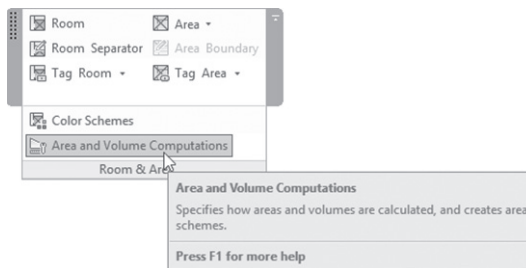 Room
Area
Room Separator
Area Boundary
Tag Room
Tag Area
Color Schemes
Area and Volume Computations
Room & Area
Area and Volume Computations
Specifies how areas and volumes are calculated, and creates area
schemes.
Press F1 for more help